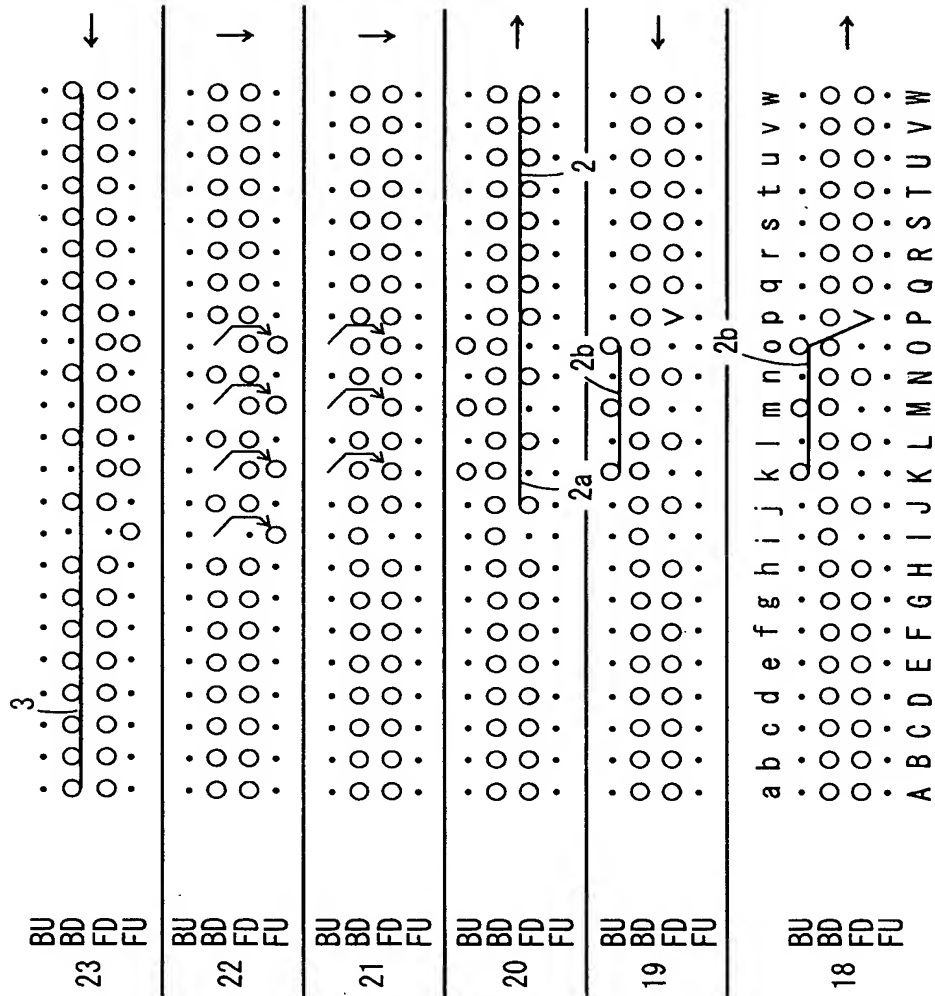 23
BU
BD
FD
FU
3
←
22
BU
BD
FD
FU
→
21
BU
BD
FD
FU
→
20
BU
BD
FD
FU
2a
2
↑
19
BU
BD
FD
FU
2b
↓
18
BU
BD
FD
FU
2b
↑
a b c d e f g h i j k l m n o p q r s t u v w
A B C D E F G H I J K L M N O P Q R S T U V W